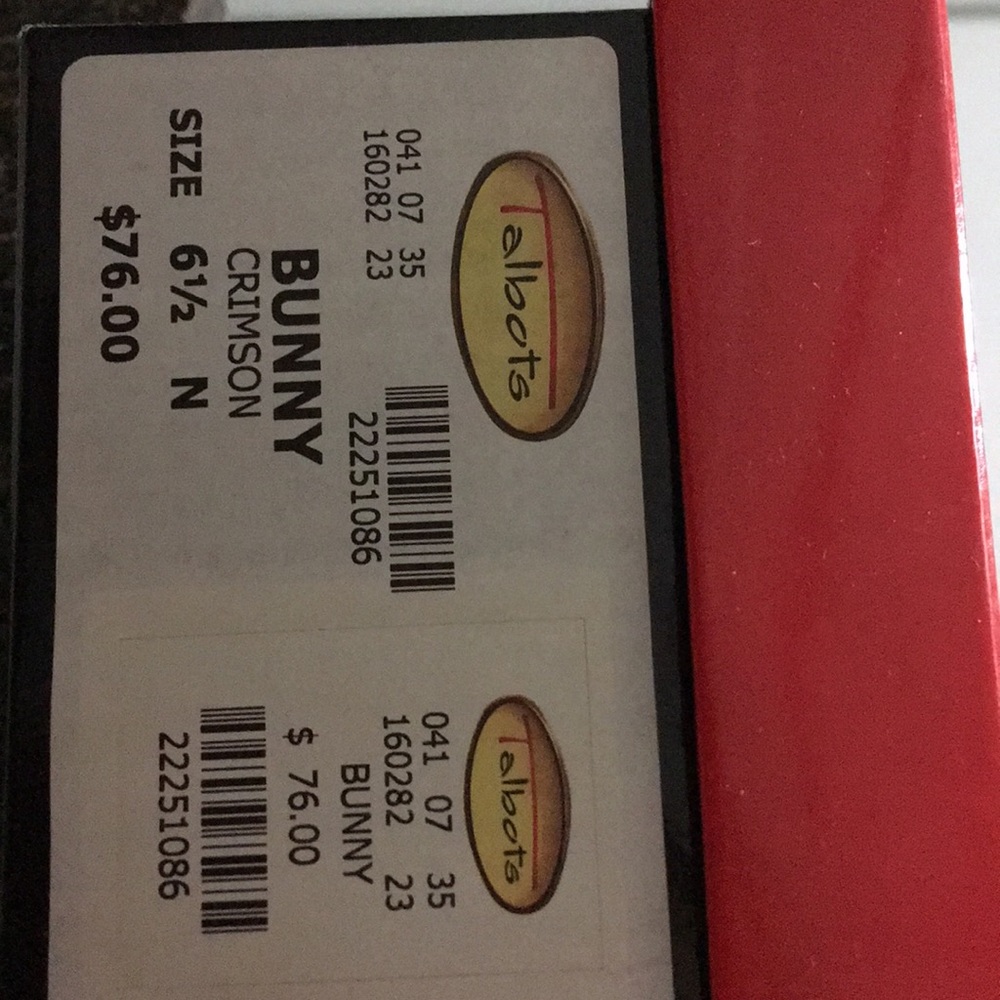 Talbots
041 07 35
160282 23
22251086
BUNNY
CRIMSON
SIZE 6½ N
$76.00
Talbots
041 07 35
160282 23
BUNNY
$ 76.00
22251086